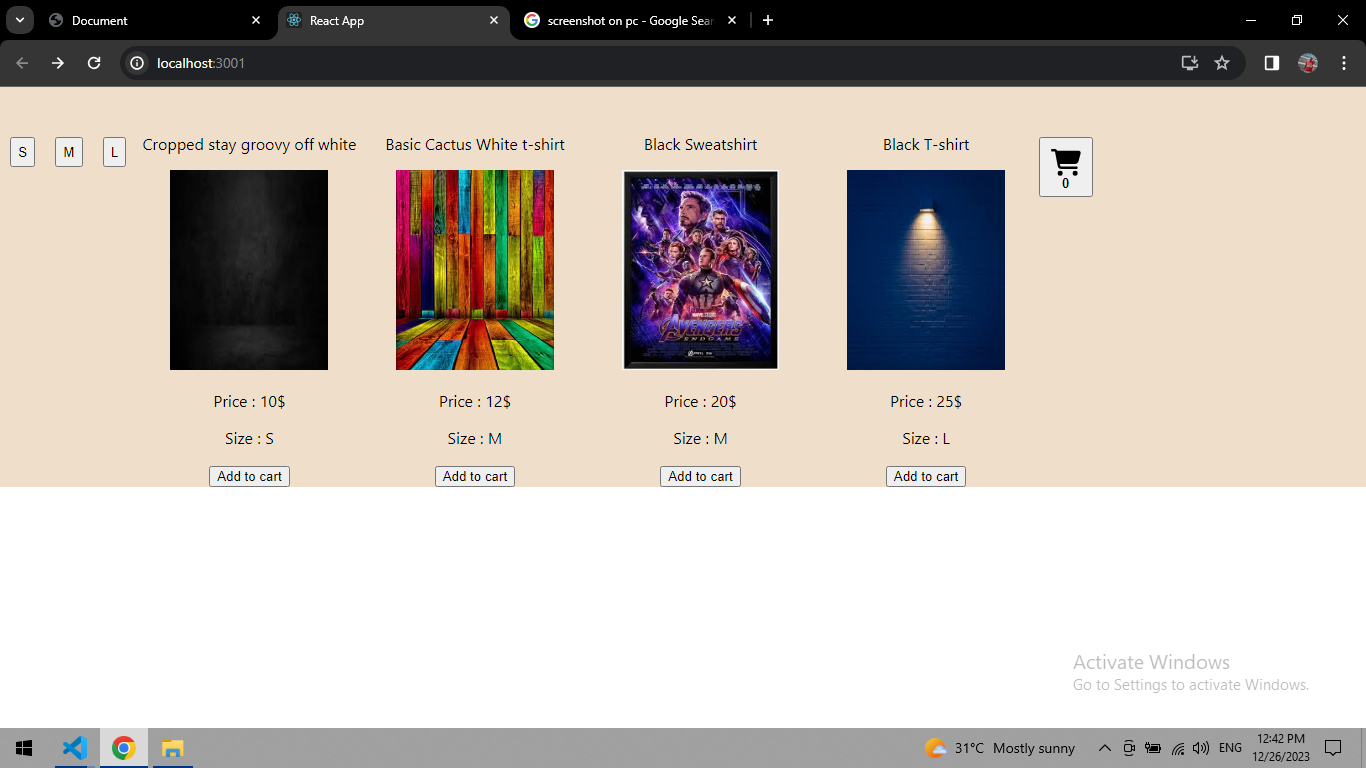 Document
React App
screenshot on pc - Google Sear
localhost:3001
S
M
L
Cropped stay groovy off white
Basic Cactus White t-shirt
Black Sweatshirt
Black T-shirt
0
MARVEL STUDIOS
AVENGERS
ENDGAME
Price : 10$
Price : 12$
Price : 20$
Price : 25$
Size : S
Size : M
Size : M
Size : L
Add to cart
Add to cart
Add to cart
Add to cart
Activate Windows
Go to Settings to activate Windows.
31°C Mostly sunny
ENG
12:42 PM
12/26/2023